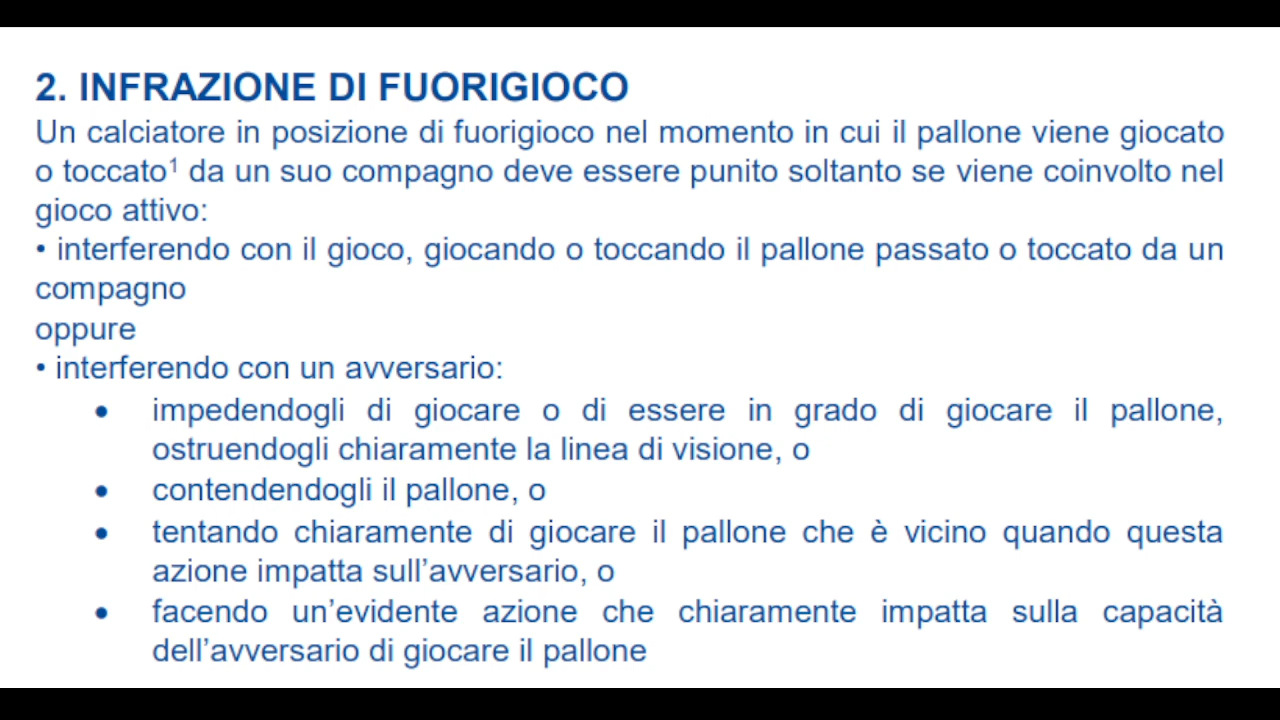 2. INFRAZIONE DI FUORIGIOCO
Un calciatore in posizione di fuorigioco nel momento in cui il pallone viene giocato
o toccato¹ da un suo compagno deve essere punito soltanto se viene coinvolto nel
gioco attivo:
• interferendo con il gioco, giocando o toccando il pallone passato o toccato da un
compagno
oppure
• interferendo con un avversario:
• impedendogli di giocare o di essere in grado di giocare il pallone,
ostruendogli chiaramente la linea di visione, o
• contendendogli il pallone, o
• tentando chiaramente di giocare il pallone che è vicino quando questa
azione impatta sull’avversario, o
• facendo un’evidente azione che chiaramente impatta sulla capacità
dell’avversario di giocare il pallone